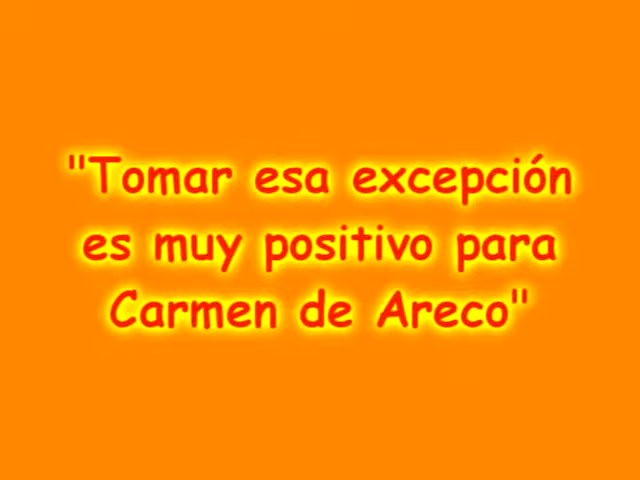 "Tomar esa excepción
es muy positivo para
Carmen de Areco"